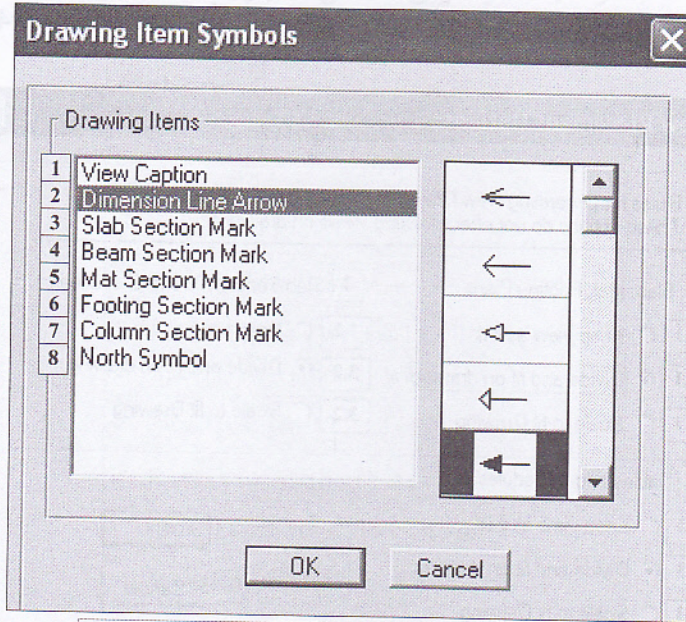 Drawing Item Symbols
Drawing Items
1 View Caption
2 Dimension Line Arrow
3 Slab Section Mark
4 Beam Section Mark
5 Mat Section Mark
6 Footing Section Mark
7 Column Section Mark
8 North Symbol
OK Cancel